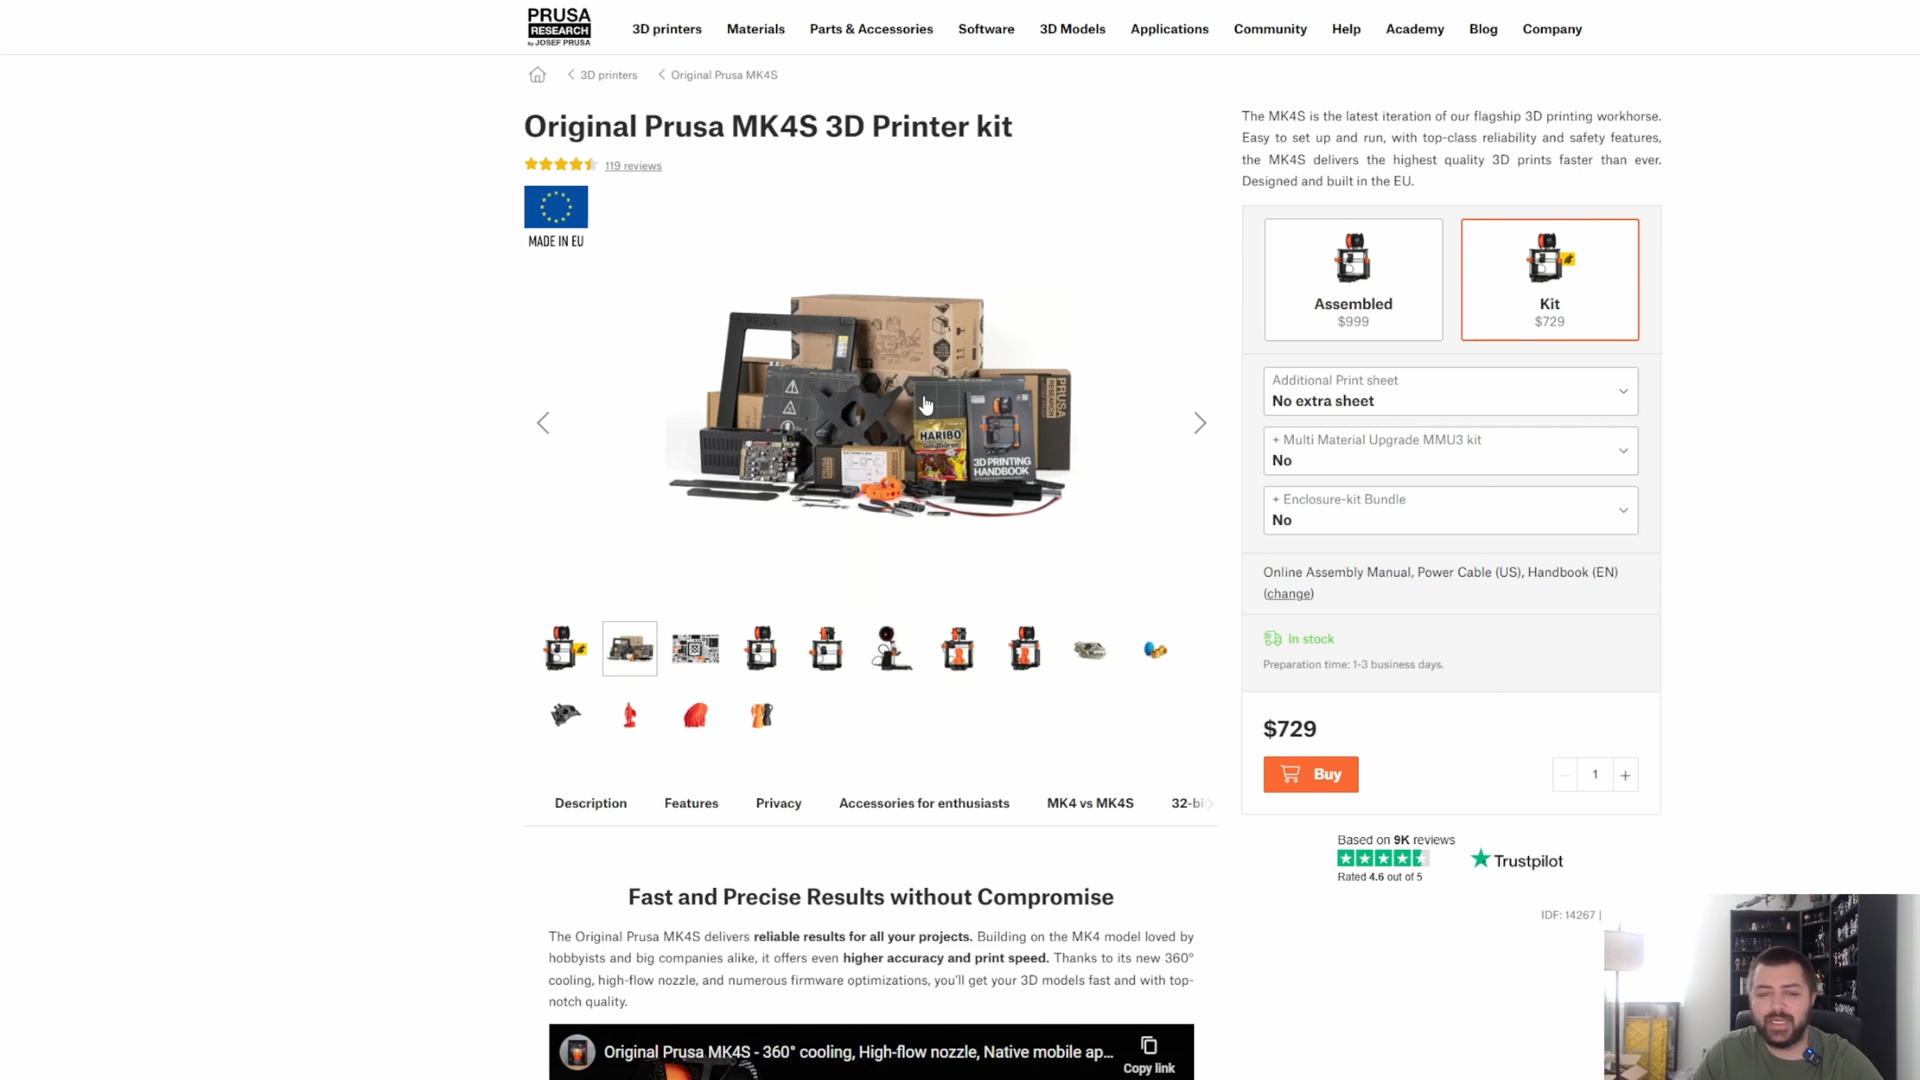 PRUSA
RESEARCH
by JOSEF PRUSA
3D printers
Materials
Parts & Accessories
Software
3D Models
Applications
Community
Help
Academy
Blog
Company
3D printers
Original Prusa MK4S
Original Prusa MK4S 3D Printer kit
119 reviews
MADE IN EU
PRUSA
PRUSA
RESEARCH
HARIBO
Goldbären
3D PRINTING
HANDBOOK
Description
Features
Privacy
Accessories for enthusiasts
MK4 vs MK4S
32-bi
Fast and Precise Results without Compromise
The Original Prusa MK4S delivers reliable results for all your projects. Building on the MK4 model loved by
hobbyists and big companies alike, it offers even higher accuracy and print speed. Thanks to its new 360°
cooling, high-flow nozzle, and numerous firmware optimizations, you'll get your 3D models fast and with top-
notch quality.
Original Prusa MK4S - 360° cooling, High-flow nozzle, Native mobile ap...
Copy link
The MK4S is the latest iteration of our flagship 3D printing workhorse.
Easy to set up and run, with top-class reliability and safety features,
the MK4S delivers the highest quality 3D prints faster than ever.
Designed and built in the EU.
Assembled
$999
Kit
$729
Additional Print sheet
No extra sheet
+ Multi Material Upgrade MMU3 kit
No
+ Enclosure-kit Bundle
No
Online Assembly Manual, Power Cable (US), Handbook (EN)
(change)
In stock
Preparation time: 1-3 business days.
$729
Buy
1
Based on 9K reviews
Rated 4.6 out of 5
Trustpilot
IDF: 14267 |